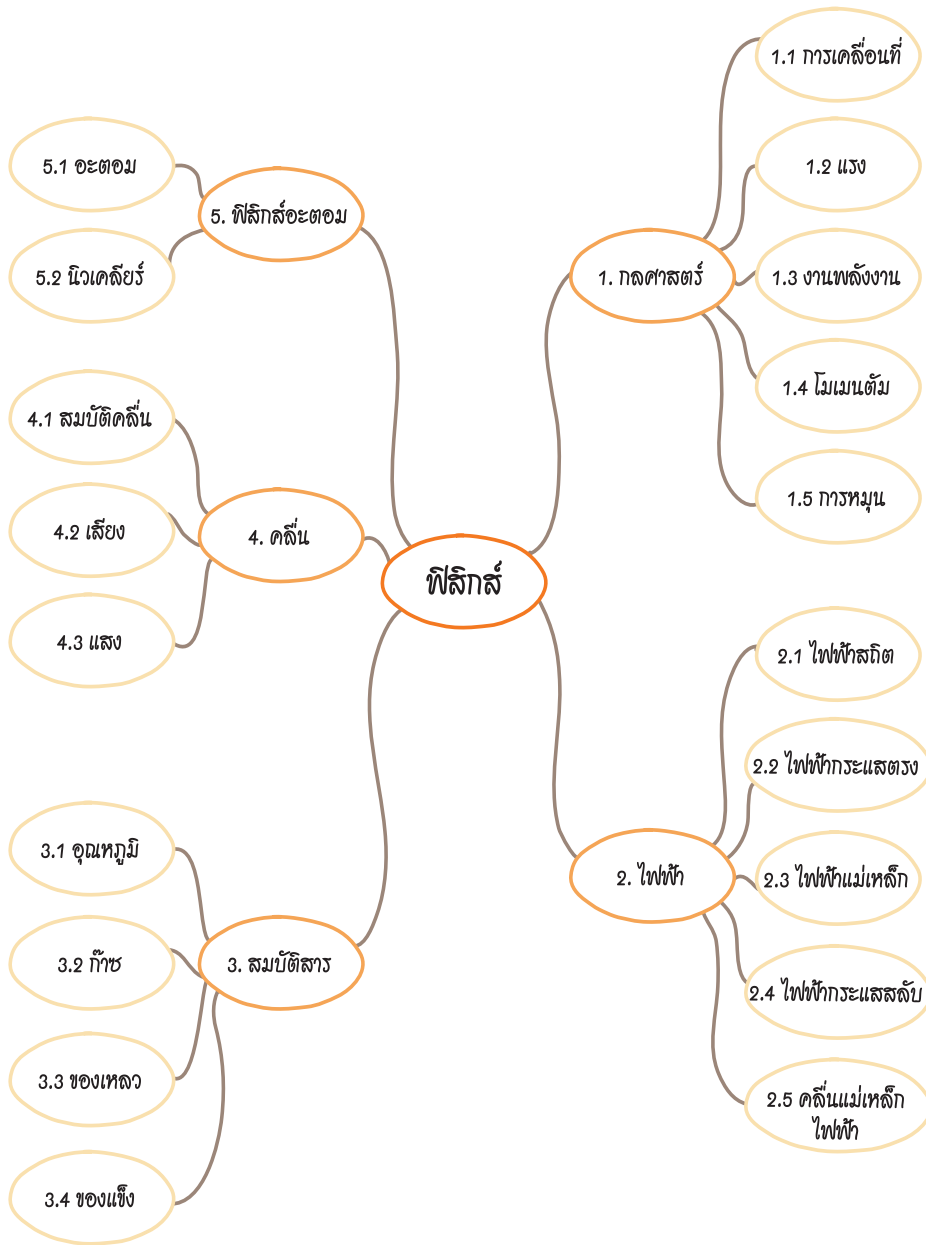 ฟิสิกส์
1. กลศาสตร์
1.1 การเคลื่อนที่
1.2 แรง
1.3 งานพลังงาน
1.4 โมเมนตัม
1.5 การหมุน
2. ไฟฟ้า
2.1 ไฟฟ้าสถิต
2.2 ไฟฟ้ากระแสตรง
2.3 ไฟฟ้าแม่เหล็ก
2.4 ไฟฟ้ากระแสสลับ
2.5 คลื่นแม่เหล็ก
ไฟฟ้า
3. สมบัติสาร
3.1 อุณหภูมิ
3.2 ก๊าซ
3.3 ของเหลว
3.4 ของแข็ง
4. คลื่น
4.1 สมบัติคลื่น
4.2 เสียง
4.3 แสง
5. ฟิสิกส์อะตอม
5.1 อะตอม
5.2 นิวเคลียร์